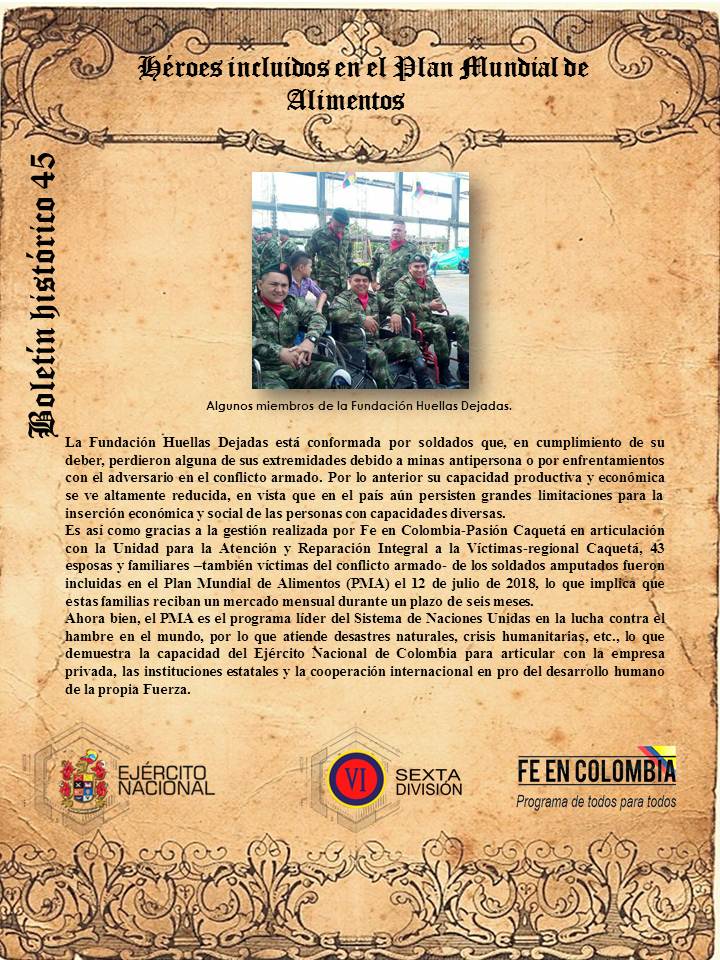 Héroes incluidos en el Plan Mundial de
Alimentos
Boletín histórico 45
Algunos miembros de la Fundación Huellas Dejadas.
La Fundación Huellas Dejadas está conformada por soldados que, en cumplimiento de su
deber, perdieron alguna de sus extremidades debido a minas antipersona o por enfrentamientos
con el adversario en el conflicto armado. Por lo anterior su capacidad productiva y económica
se ve altamente reducida, en vista que en el país aún persisten grandes limitaciones para la
inserción económica y social de las personas con capacidades diversas.
Es así como gracias a la gestión realizada por Fe en Colombia-Pasión Caquetá en articulación
con la Unidad para la Atención y Reparación Integral a la Víctimas-regional Caquetá, 43
esposas y familiares –también víctimas del conflicto armado- de los soldados amputados fueron
incluidas en el Plan Mundial de Alimentos (PMA) el 12 de julio de 2018, lo que implica que
estas familias reciban un mercado mensual durante un plazo de seis meses.
Ahora bien, el PMA es el programa líder del Sistema de Naciones Unidas en la lucha contra el
hambre en el mundo, por lo que atiende desastres naturales, crisis humanitarias, etc., lo que
demuestra la capacidad del Ejército Nacional de Colombia para articular con la empresa
privada, las instituciones estatales y la cooperación internacional en pro del desarrollo humano
de la propia Fuerza.
EJÉRCITO
NACIONAL
VI
SEXTA
DIVISIÓN
FE EN COLOMBIA
Programa de todos para todos